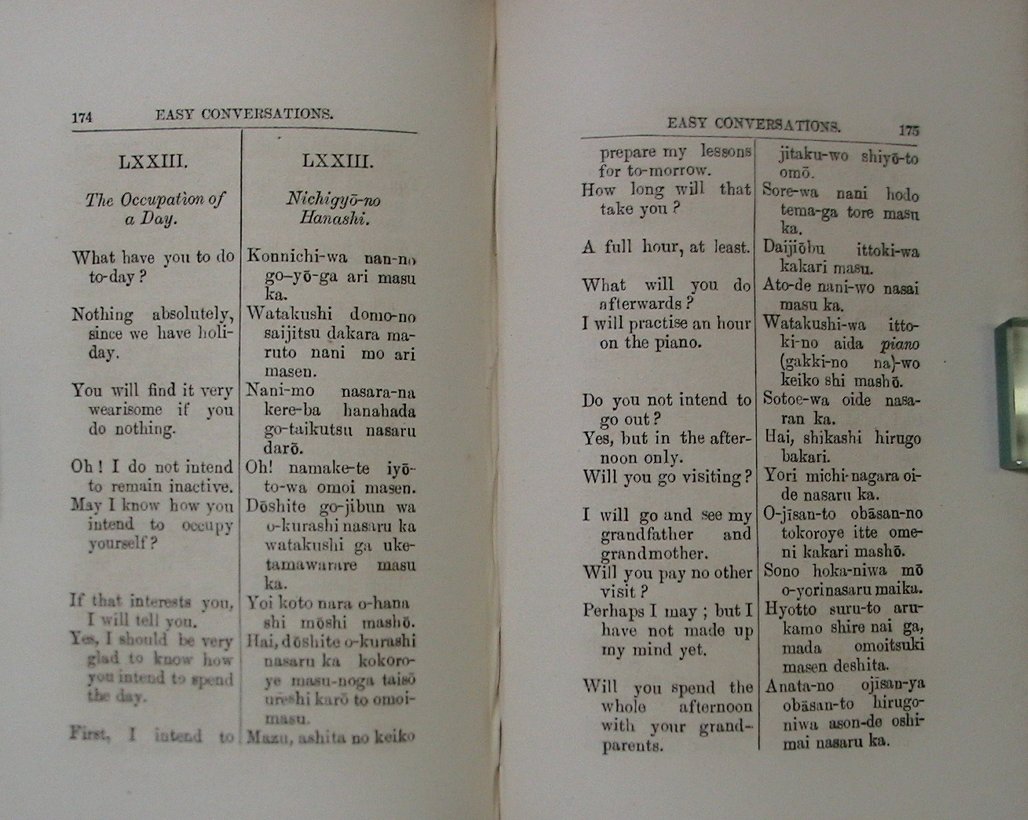 174 EASY CONVERSATIONS.
LXXIII.
The Occupation of
a Day.
What have you to do
to-day?
Nothing absolutely,
since we have holi-
day.
You will find it very
wearisome if you
do nothing.
Oh! I do not intend
to remain inactive.
May I know how you
intend to occupy
yourself?
If that interests you,
I will tell you.
Yes, I should be very
glad to know how
you intend to spend
the day.
First, I intend to
LXXIII.
Nichigyō-no
Hanashi.
Konnichi-wa nan-no
go-yō-ga ari masu
ka.
Watakushi domo-no
saijitsu dakara ma-
ruto nani mo ari
masen.
Nani-mo nasara-na
kere-ba hanahada
go-taikutsu nasaru
darō.
Oh! namake-te iyō-
to-wa omoi masen.
Dōshite go-jibun wa
o-kurashi nasaru ka
watakushi ga uke-
tamawarare masu
ka.
Yoi koto nara o-hana
shi mōshi mashō.
Hai, dōshite o-kurashi
nasaru ka kokoro-
ye masu-noga taisō
ureshi karō to omoi-
masu.
Mazu, ashita no keiko
EASY CONVERSATIONS. 175
prepare my lessons
for to-morrow.
How long will that
take you?
A full hour, at least.
What will you do
afterwards?
I will practise an hour
on the piano.
Do you not intend to
go out?
Yes, but in the after-
noon only.
Will you go visiting?
I will go and see my
grandfather and
grandmother.
Will you pay no other
visit?
Perhaps I may; but I
have not made up
my mind yet.
Will you spend the
whole afternoon
with your grand-
parents.
jitaku-wo shiyō-to
omō.
Sore-wa nani hodo
tema-ga tore masu
ka.
Daijiōbu ittoki-wa
kakari masu.
Ato-de nani-wo nasai
masu ka.
Watakushi-wa itto-
ki-no aida piano
(gakki-no na)-wo
keiko shi mashō.
Sotoe-wa oide nasa-
ran ka.
Hai, shikashi hirugo
bakari.
Yori michi-nagara oi-
de nasaru ka.
O-jīsan-to obāsan-no
tokoroye itte ome-
ni kakari mashō.
Sono hoka-niwa mō
o-yorinasaru maika.
Hyotto suru-to aru-
kamo shire nai ga,
mada omoitsuki
masen deshita.
Anata-no ojīsan-ya
obāsan-to hirugo-
niwa ason-de oshi-
mai nasaru ka.